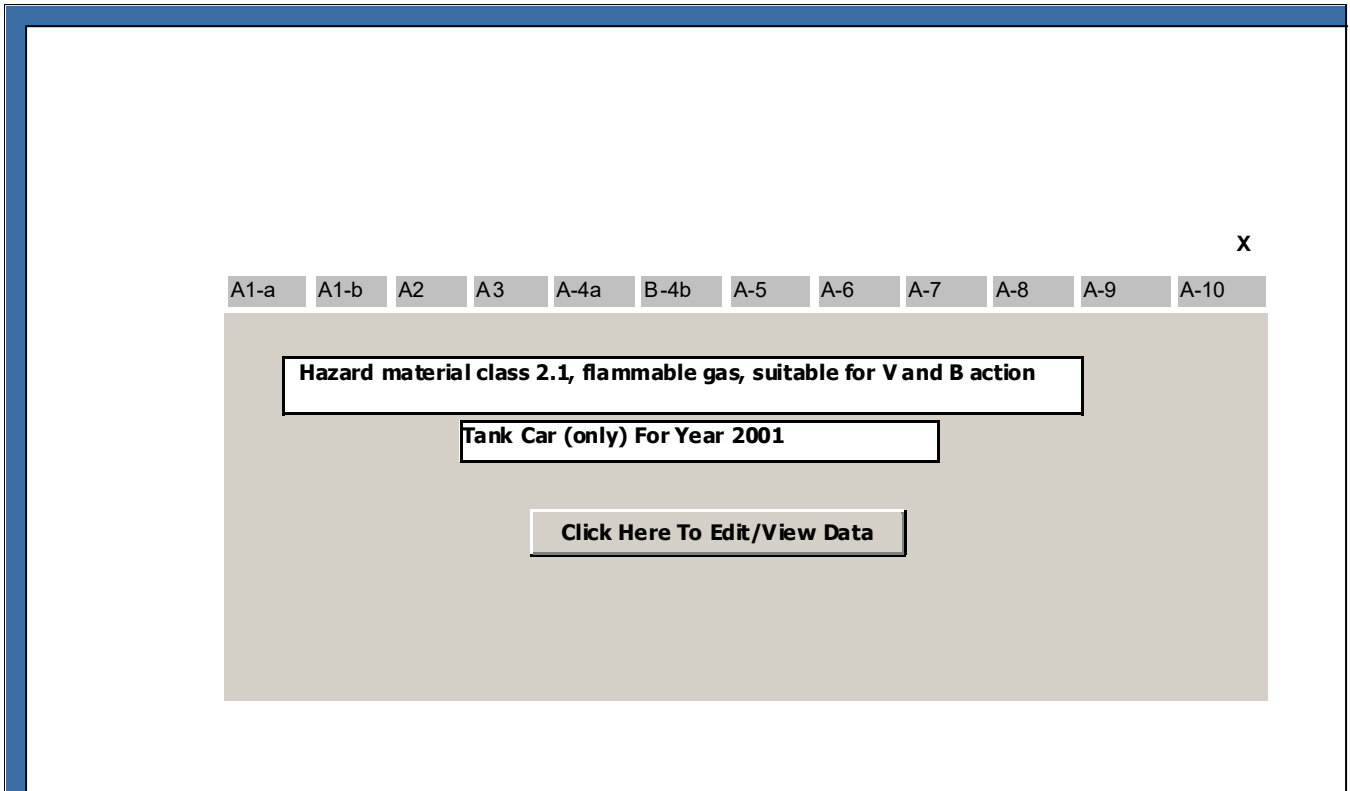 X
A1-a A1-b A2 A3 A-4a B-4b A-5 A-6 A-7 A-8 A-9 A-10
Hazard material class 2.1, flammable gas, suitable for V and B action
Tank Car (only) For Year 2001
Click Here To Edit/View Data